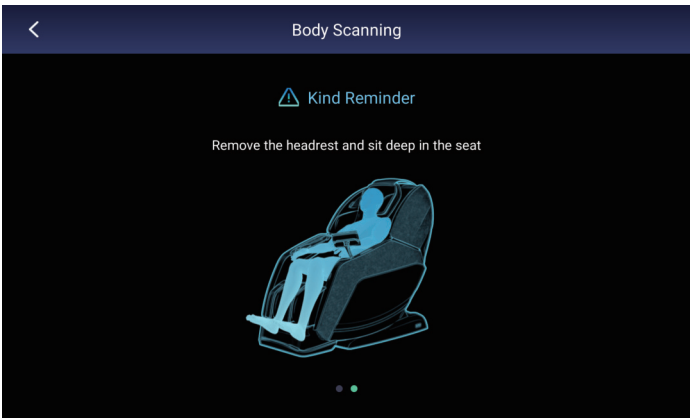 Body Scanning
Kind Reminder
Remove the headrest and sit deep in the seat